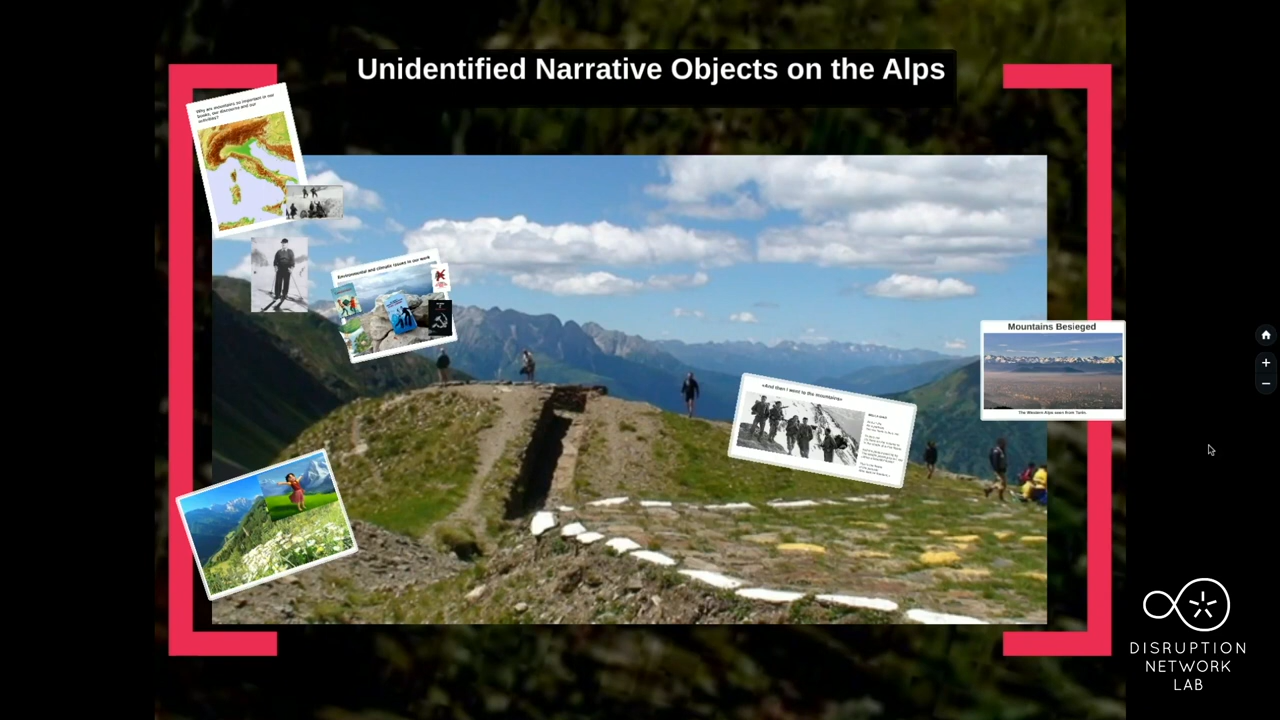 Unidentified Narrative Objects on the Alps
Why are mountains so important in our
books, our discourse and our
activities?
Environmental and climatic issues in our work
«And then I went to the mountains»
Mountains Besieged
The Western Alps seen from Turin.
DISRUPTION
NETWORK
LAB